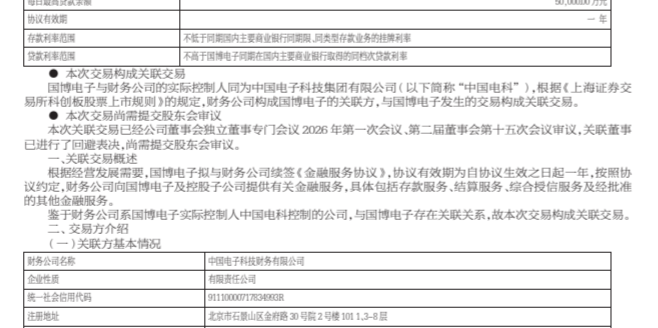 每日最高贷款余额 50,000.00 万元
协议有效期 一年
存款利率范围 不低于同期国内主要商业银行同期限、同类型存款业务的挂牌利率
贷款利率范围 不高于国博电子同期在国内主要商业银行取得的同档次贷款利率
● 本次交易构成关联交易
国博电子与财务公司的实际控制人同为中国电子科技集团有限公司(以下简称“中国电科”),根据《上海证券交
易所科创板股票上市规则》的规定,财务公司构成国博电子的关联方,与国博电子发生的交易构成关联交易。
● 本次交易尚需提交股东会审议
本次关联交易已经公司董事会独立董事专门会议 2026 年第一次会议、第二届董事会第十五次会议审议,关联董事
已进行了回避表决,尚需提交股东会审议。
一、关联交易概述
根据经营发展需要,国博电子拟与财务公司续签《金融服务协议》,协议有效期为自协议生效之日起一年,按照协
议约定,财务公司向国博电子及控股子公司提供有关金融服务,具体包括存款服务、结算服务、综合授信服务及经批准
的其他金融服务。
鉴于财务公司系国博电子实际控制人中国电科控制的公司,与国博电子存在关联关系,故本次交易构成关联交易。
二、交易方介绍
(一)关联方基本情况
财务公司名称 中国电子科技财务有限公司
企业性质 有限责任公司
统一社会信用代码 91110000717834993R
注册地址 北京市石景山区金府路 30 号院 2 号楼 101 1,3-8 层